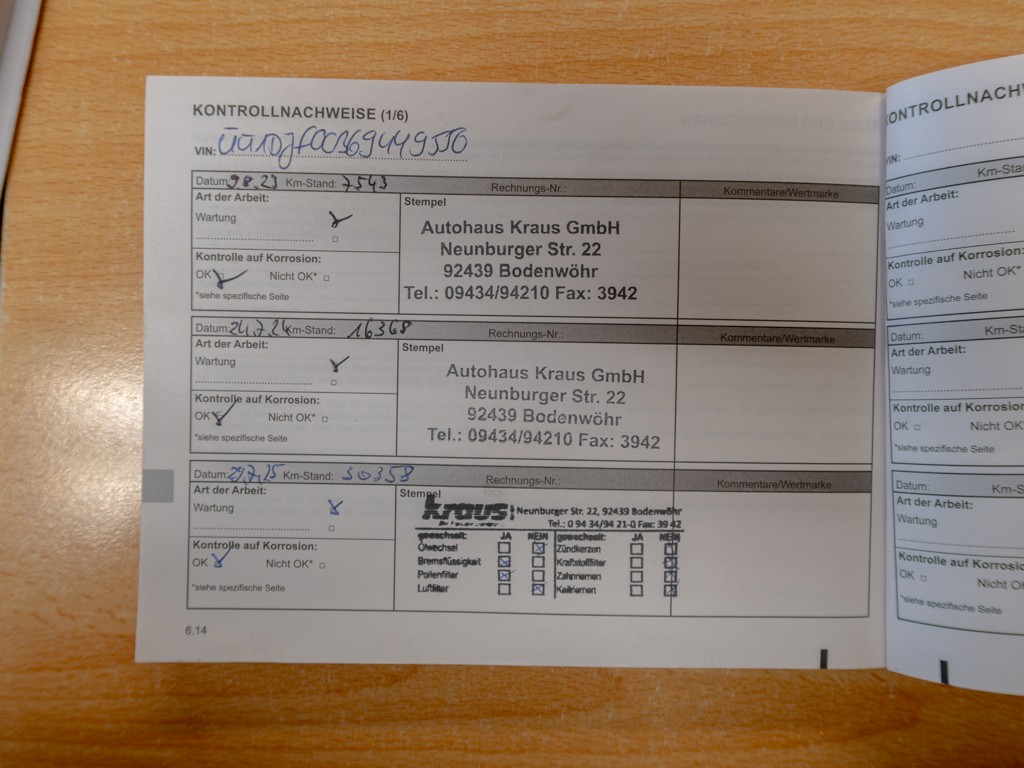 KONTROLLNACHWEISE (1/6)
VIN:
Datum: 9.8.23 Km-Stand: 7543 Rechnungs-Nr.: Kommentare/Wertmarke
Art der Arbeit:
Wartung
Kontrolle auf Korrosion:
OK Nicht OK*
*siehe spezifische Seite
Stempel
Autohaus Kraus GmbH
Neunburger Str. 22
92439 Bodenwöhr
Tel.: 09434/94210 Fax: 3942
Datum: 24.7.24 Km-Stand: 16368 Rechnungs-Nr.: Kommentare/Wertmarke
Art der Arbeit:
Wartung
Kontrolle auf Korrosion:
OK Nicht OK*
*siehe spezifische Seite
Stempel
Autohaus Kraus GmbH
Neunburger Str. 22
92439 Bodenwöhr
Tel.: 09434/94210 Fax: 3942
Datum: 29.7.25 Km-Stand: 30358 Rechnungs-Nr.: Kommentare/Wertmarke
Art der Arbeit:
Wartung
Kontrolle auf Korrosion:
OK Nicht OK*
*siehe spezifische Seite
Stempel
kraus Neunburger Str. 22, 92439 Bodenwöhr
Tel.: 0 94 34/94 21-0 Fax: 39 42
gewechselt: JA NEIN gewechselt: JA NEIN
Ölwechsel Zündkerzen
Bremsflüssigkeit Kraftstofffilter
Pollenfilter Zahnriemen
Luftfilter Keilriemen
6.14
ONTROLLNACHW
VIN:
Datum: Km-Sta
Art der Arbeit:
Wartung
Kontrolle auf Korrosion:
OK Nicht OK*
*siehe spezifische Seite
Datum: Km-St
Art der Arbeit:
Wartung
Kontrolle auf Korrosion
OK Nicht OK
*siehe spezifische Seite
Datum: Km-S
Art der Arbeit:
Wartung
Kontrolle auf Korrosio
OK Nicht O
*siehe spezifische Seite